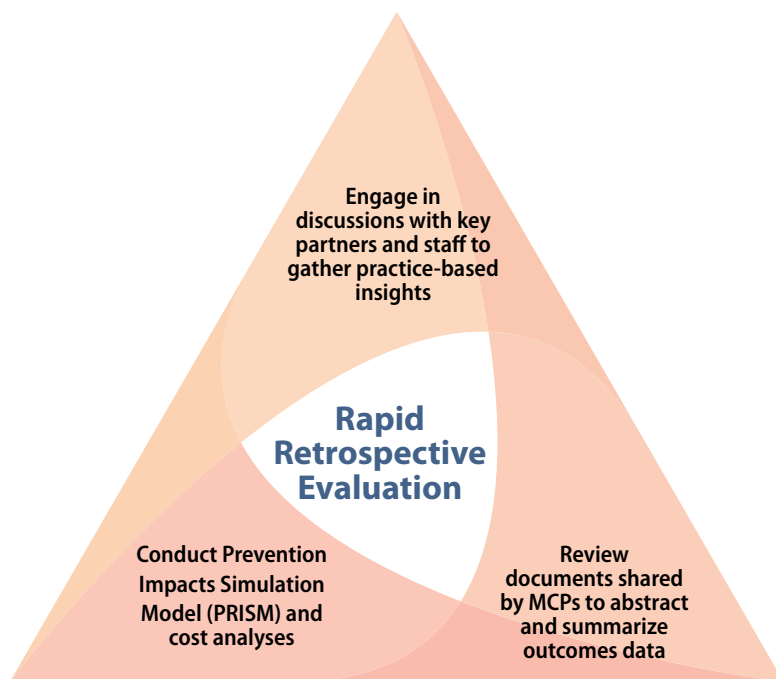 Engage in
discussions with key
partners and staff to
gather practice-based
insights
Rapid
Retrospective
Evaluation
Conduct Prevention
Impacts Simulation
Model (PRISM) and
cost analyses
Review
documents shared
by MCPs to abstract
and summarize
outcomes data